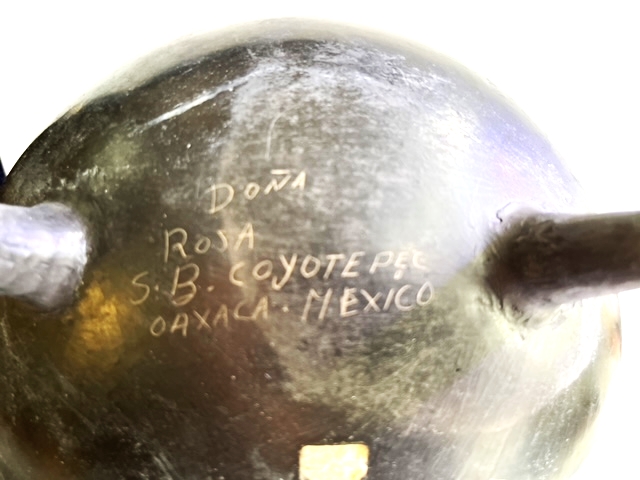 DOÑA
ROSA
S.B. COYOTEPEC
OAXACA. MEXICO